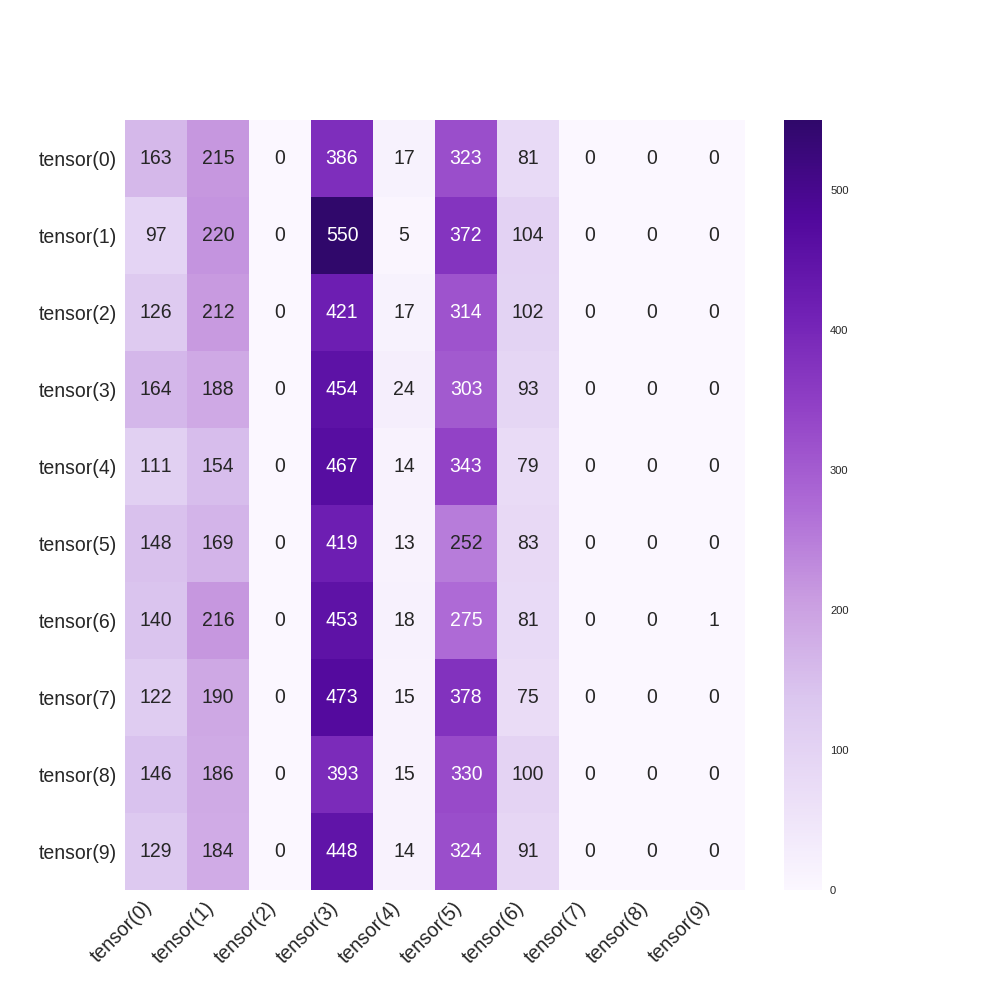 tensor(0) 163 215 0 386 17 323 81 0 0 0
500
tensor(1) 97 220 0 550 5 372 104 0 0 0
tensor(2) 126 212 0 421 17 314 102 0 0 0
400
tensor(3) 164 188 0 454 24 303 93 0 0 0
tensor(4) 111 154 0 467 14 343 79 0 0 0
300
tensor(5) 148 169 0 419 13 252 83 0 0 0
200
tensor(6) 140 216 0 453 18 275 81 0 0 1
tensor(7) 122 190 0 473 15 378 75 0 0 0
100
tensor(8) 146 186 0 393 15 330 100 0 0 0
tensor(9) 129 184 0 448 14 324 91 0 0 0
0
tensor(0) tensor(1) tensor(2) tensor(3) tensor(4) tensor(5) tensor(6) tensor(7) tensor(8) tensor(9)